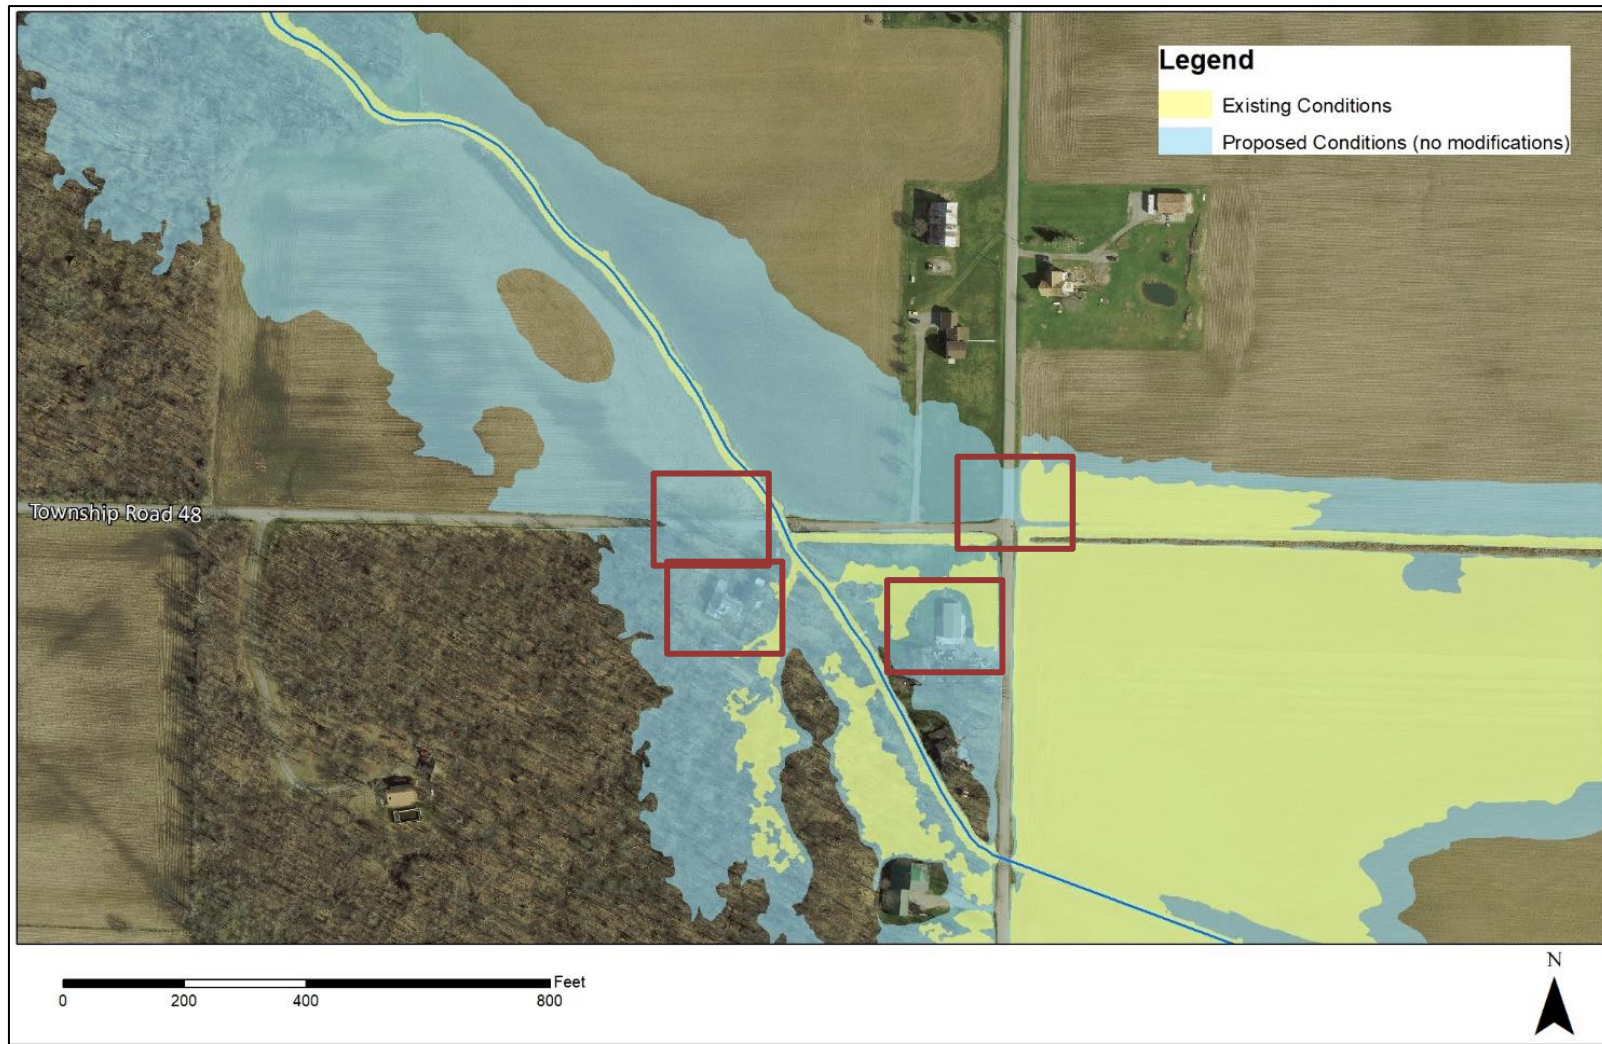 Legend
Existing Conditions
Proposed Conditions (no modifications)
Township Road 48
Feet
0 200 400 800
N